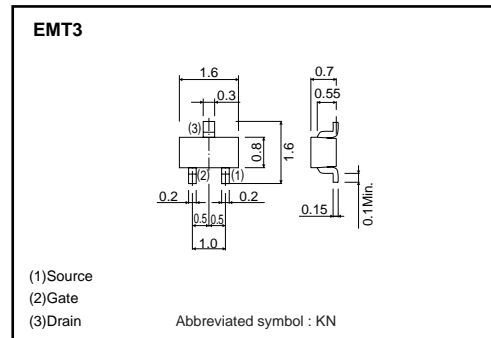 EMT3
1.6
0.3
(3)
0.8
1.6
(2)
(1)
0.2
0.2
0.5
0.5
1.0
0.7
0.55
0.15
0.1Min.
(1)Source
(2)Gate
(3)Drain
Abbreviated symbol : KN